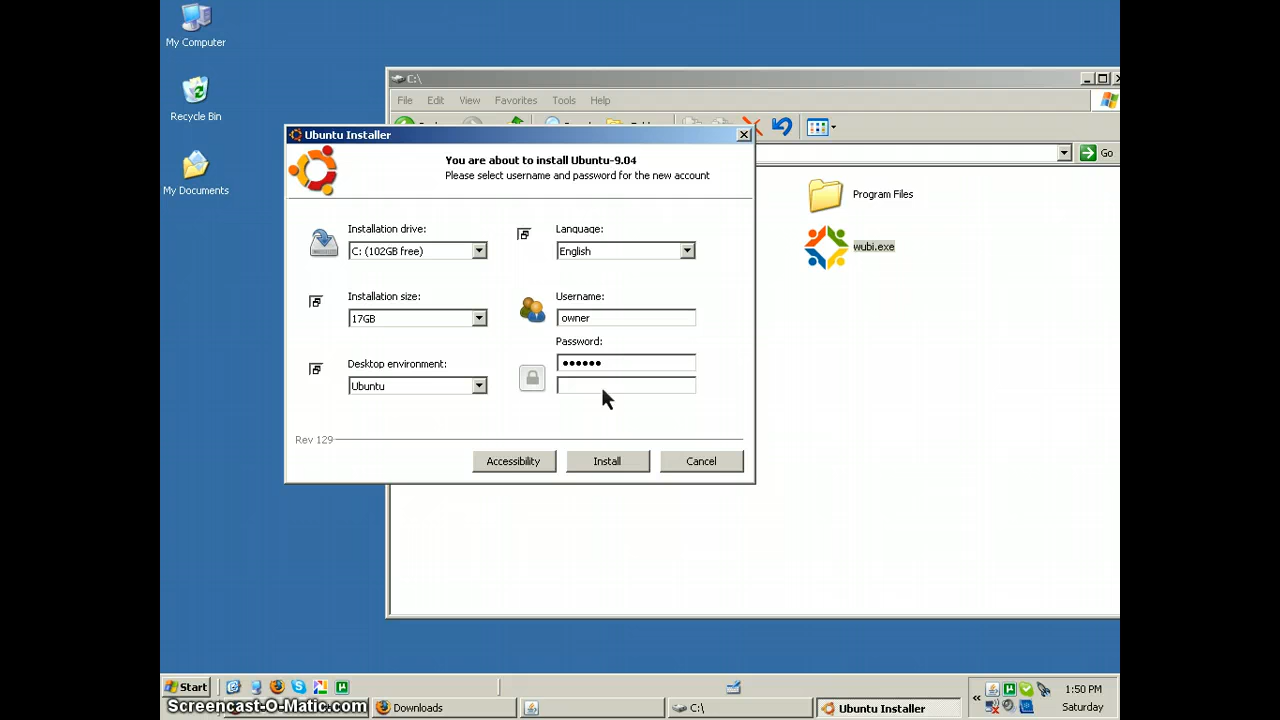 My Computer
Recycle Bin
My Documents
C:\
File Edit View Favorites Tools Help
Go
Program Files
wubi.exe
Ubuntu Installer
You are about to install Ubuntu-9.04
Please select username and password for the new account
Installation drive:
C: (102GB free)
Language:
English
Installation size:
17GB
Username:
owner
Password:
••••••
Desktop environment:
Ubuntu
Rev 129
Accessibility Install Cancel
Start
Screencast-O-Matic.com
Downloads
C:\
Ubuntu Installer
1:50 PM
Saturday